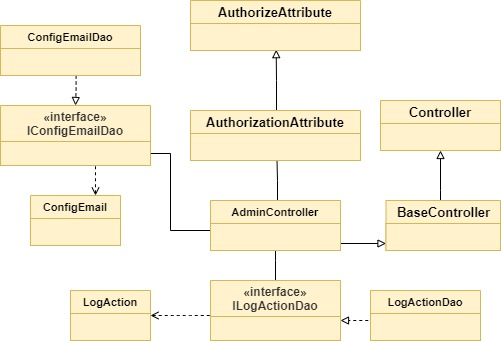 AuthorizeAttribute
ConfigEmailDao
«interface»
IConfigEmailDao
AuthorizationAttribute
Controller
ConfigEmail
AdminController
BaseController
«interface»
ILogActionDao
LogAction
LogActionDao